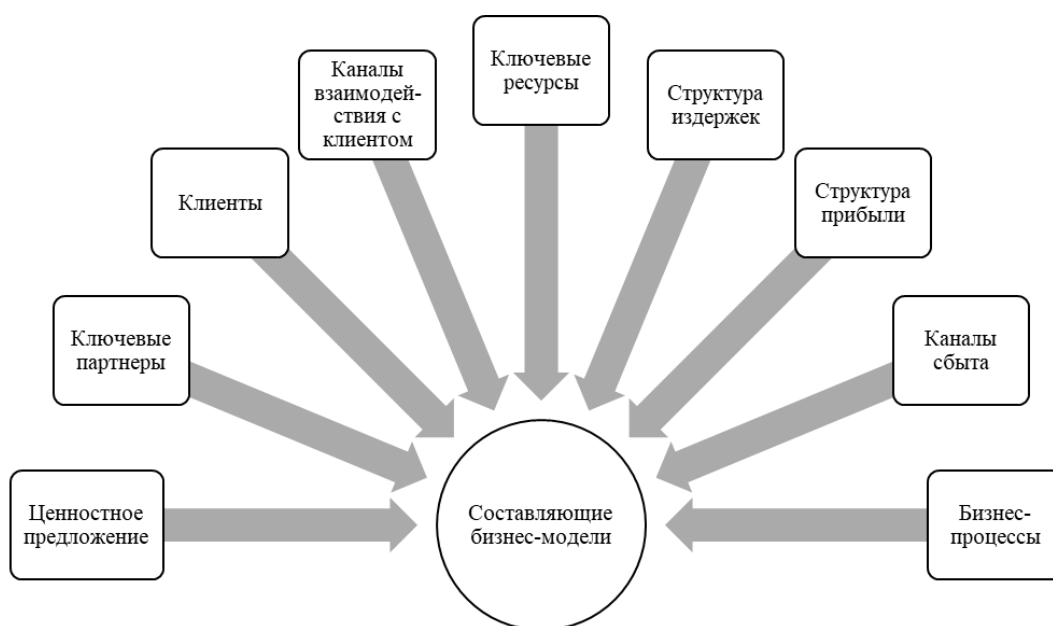 Ключевые
ресурсы
Каналы
взаимодей-
ствия с
клиентом
Структура
издержек
Клиенты
Структура
прибыли
Ключевые
партнеры
Каналы
сбыта
Ценностное
предложение
Составляющие
бизнес-модели
Бизнес-
процессы